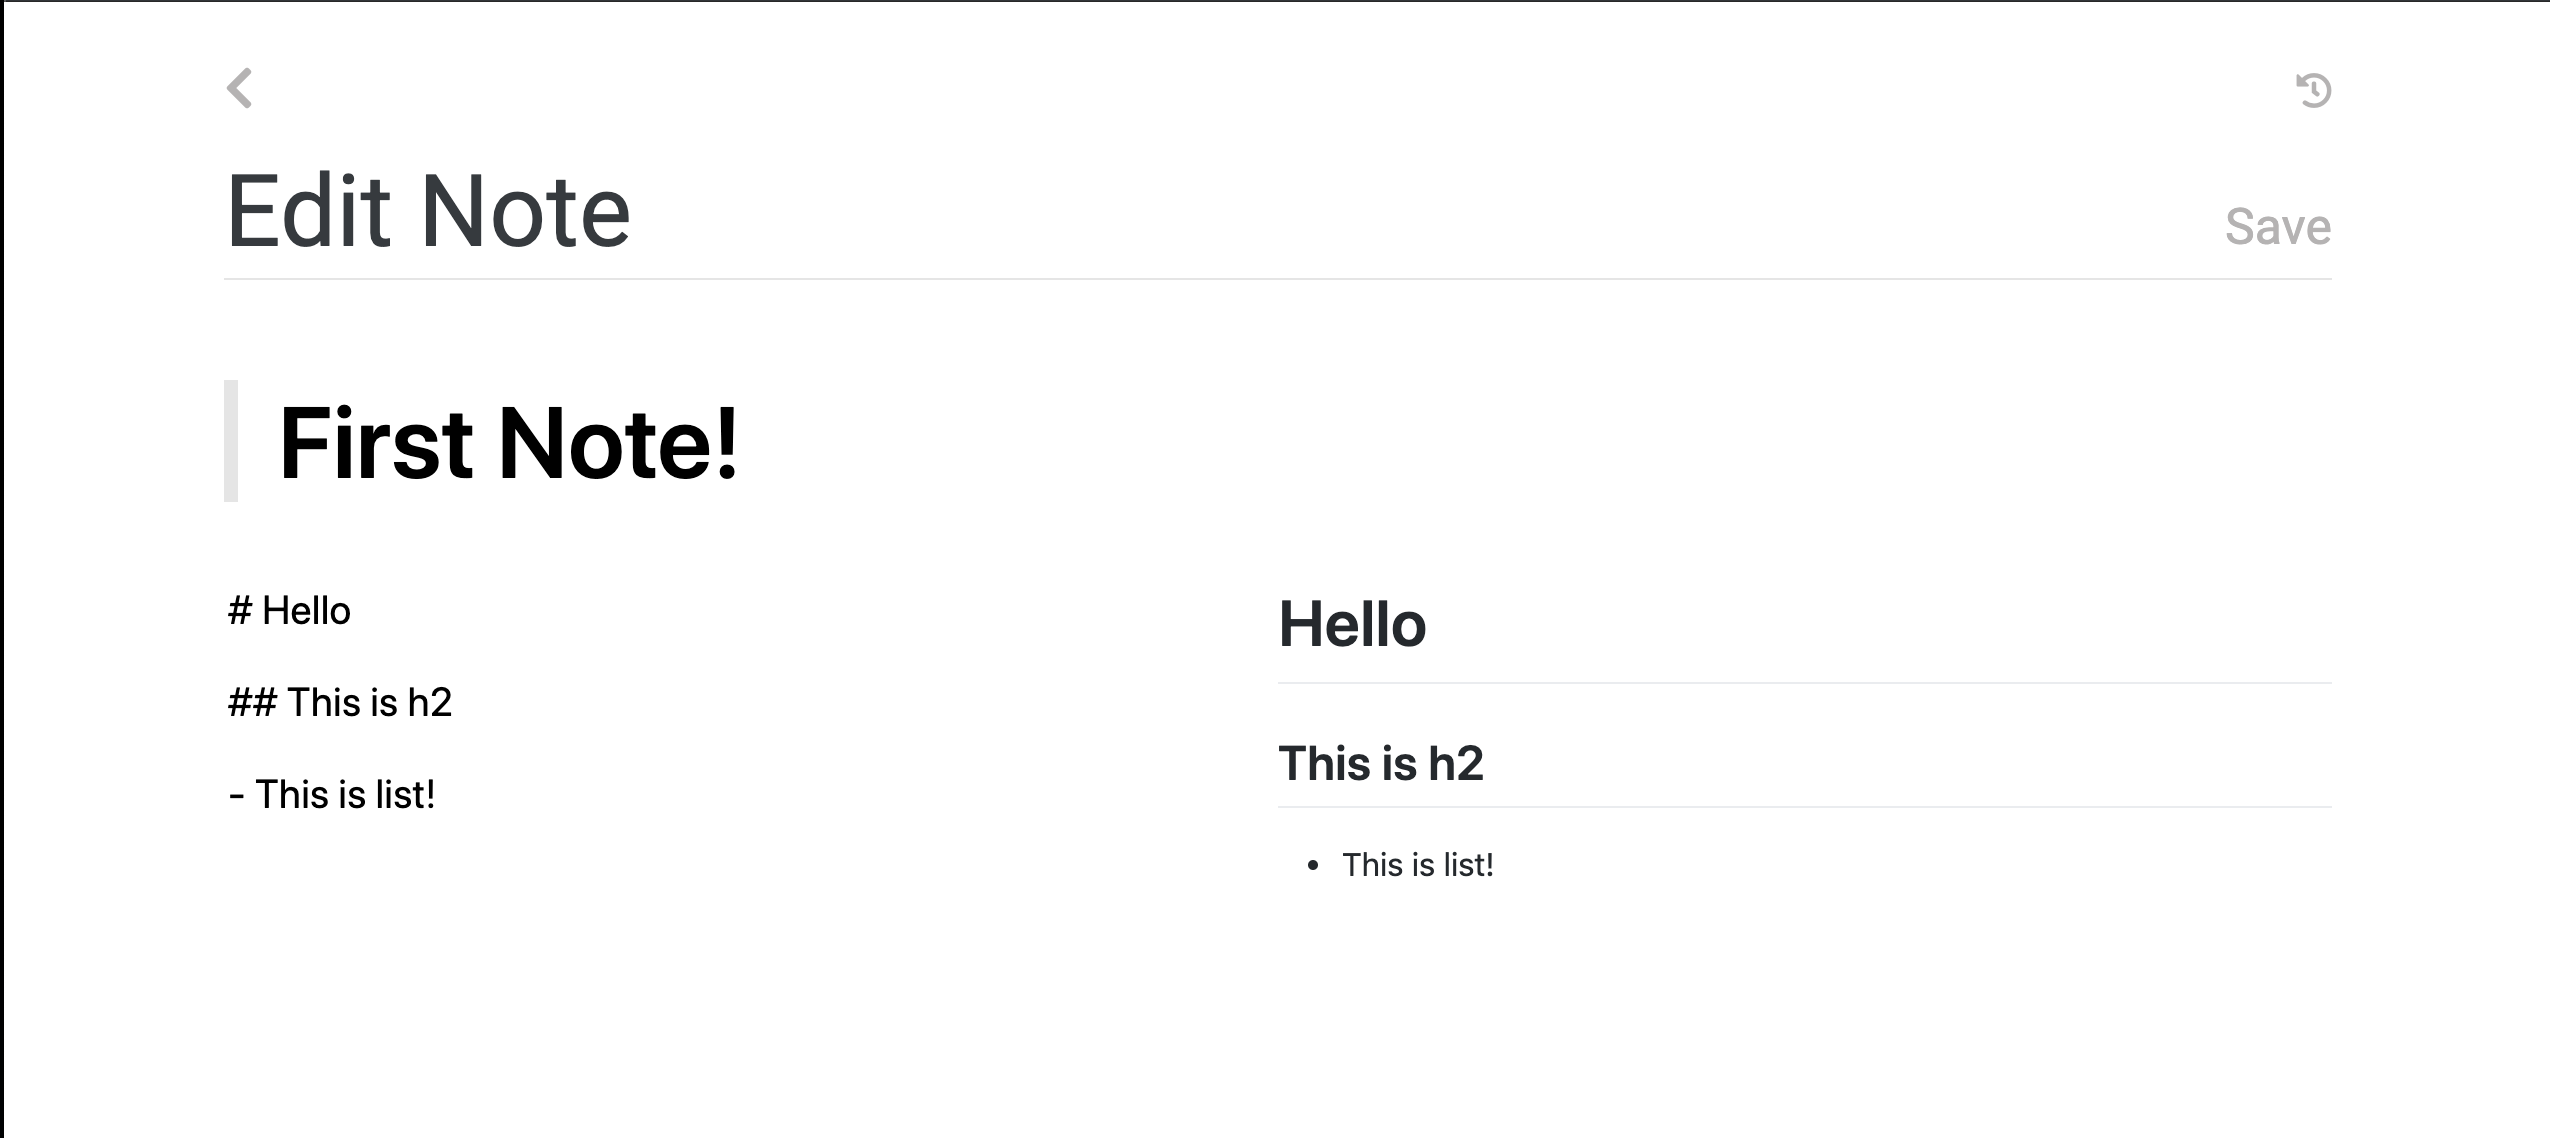 Edit Note
Save
First Note!
# Hello
## This is h2
- This is list!
Hello
This is h2
• This is list!